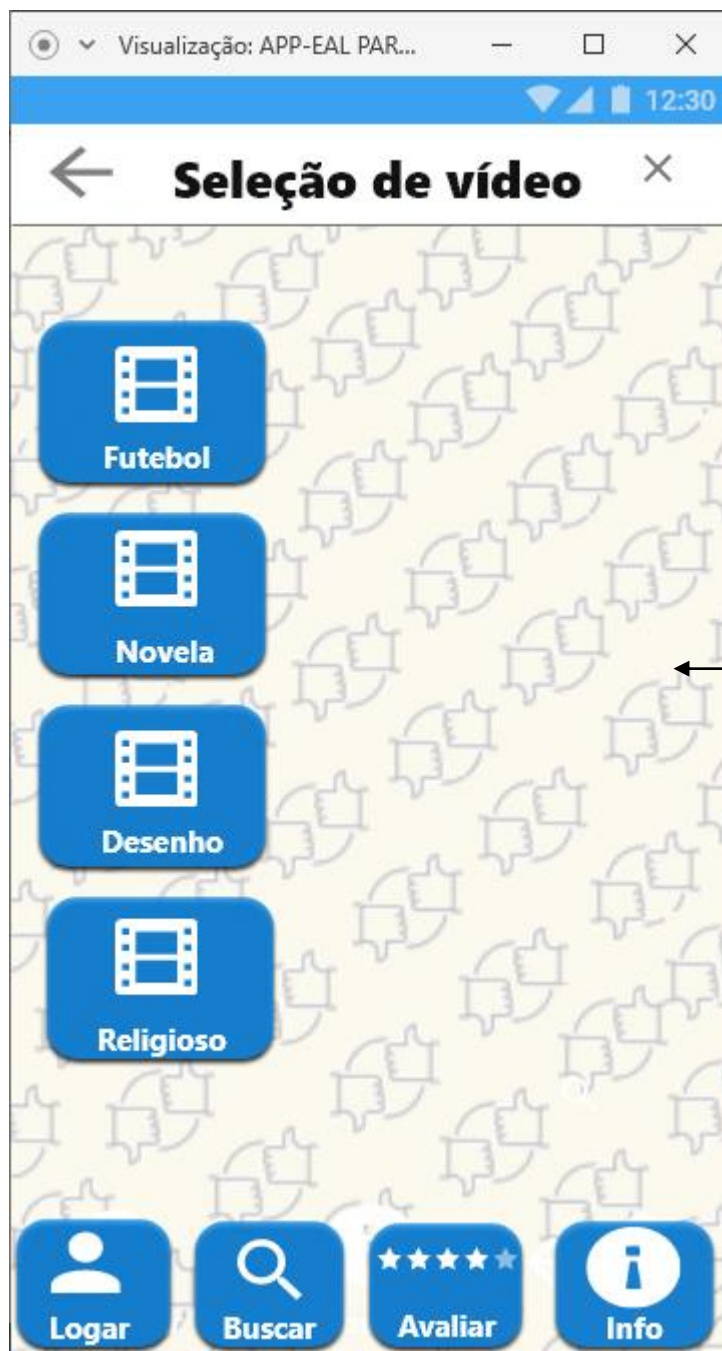 Visualização: APP-EAL PAR...
12:30
Seleção de vídeo
Futebol
Novela
Desenho
Religioso
Logar
Buscar
Avaliar
Info